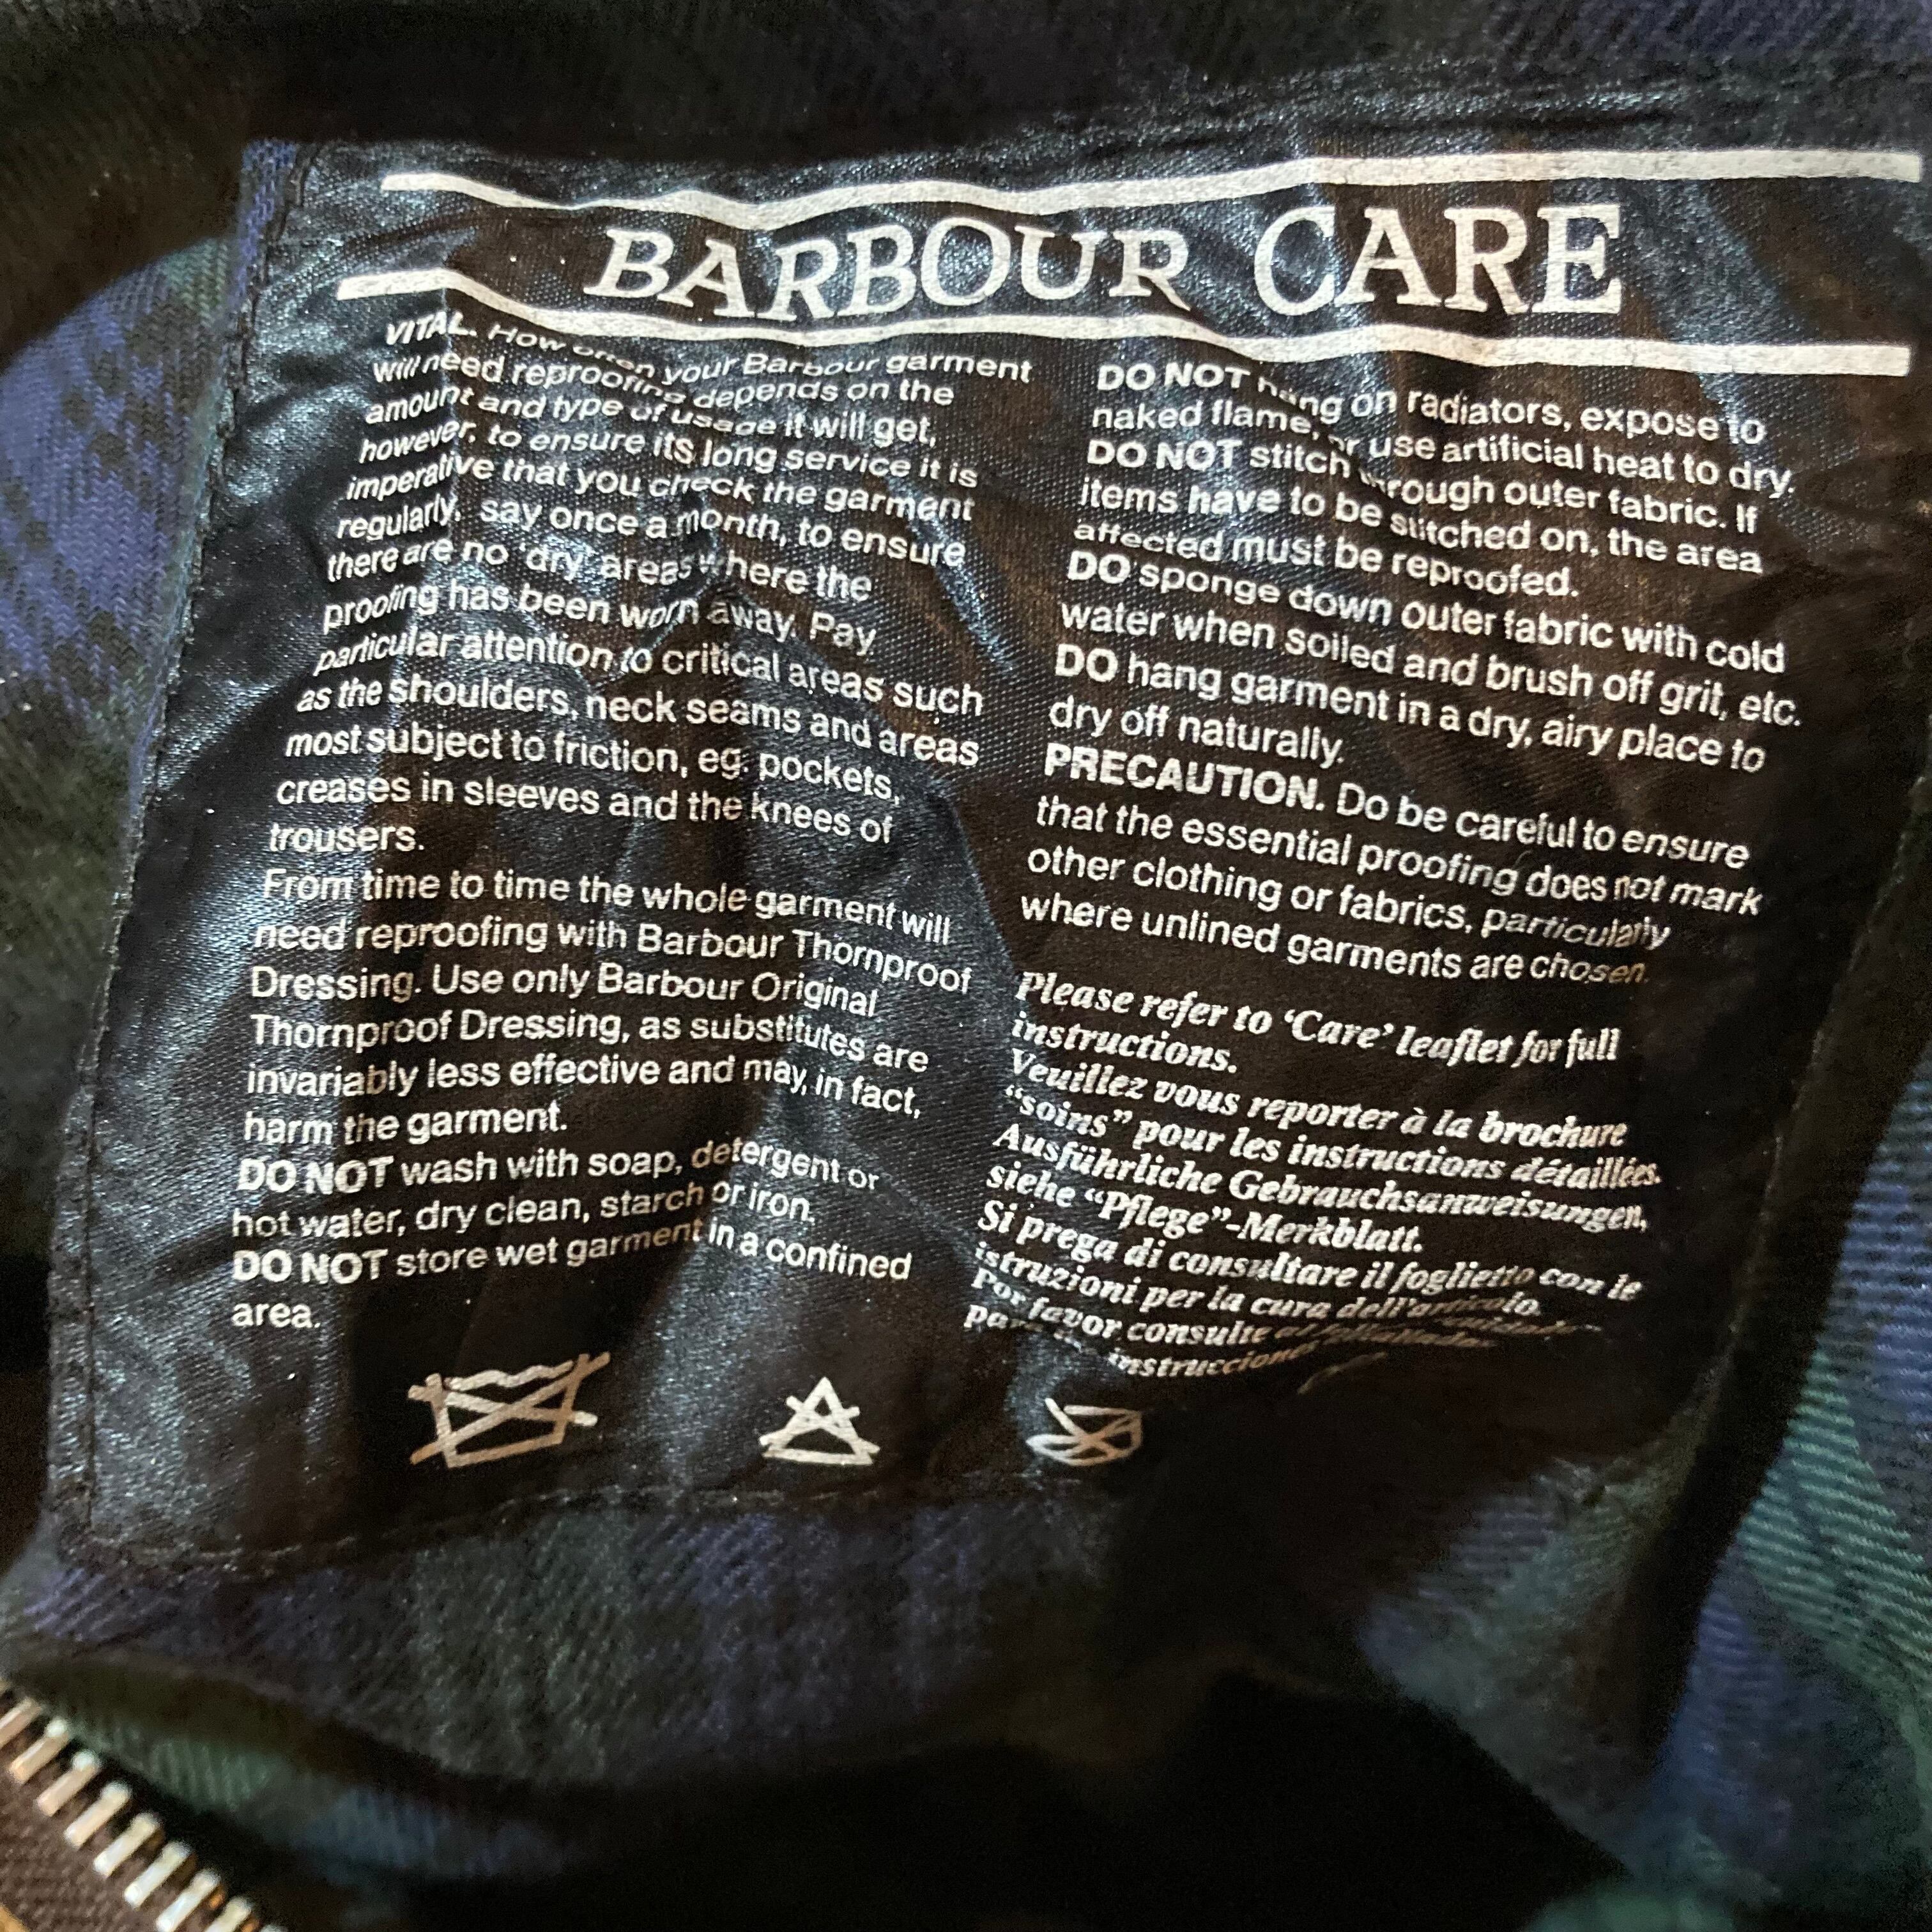 BARBOUR CARE
VITAL. How often your Barbour garment
will need reproofing depends on the
amount and type of usage it will get,
however, to ensure its long service it is
imperative that you check the garment
regularly, say once a month, to ensure
there are no 'dry' areas where the
proofing has been worn away. Pay
particular attention to critical areas such
as the shoulders, neck seams and areas
most subject to friction, eg. pockets,
creases in sleeves and the knees of
trousers.
From time to time the whole garment will
need reproofing with Barbour Thornproof
Dressing. Use only Barbour Original
Thornproof Dressing, as substitutes are
invariably less effective and may, in fact,
harm the garment.
DO NOT wash with soap, detergent or
hot water, dry clean, starch or iron.
DO NOT store wet garment in a confined
area.
DO NOT hang on radiators, expose to
naked flame, or use artificial heat to dry.
DO NOT stitch through outer fabric. If
items have to be stitched on, the area
affected must be reproofed.
DO sponge down outer fabric with cold
water when soiled and brush off grit, etc.
DO hang garment in a dry, airy place to
dry off naturally.
PRECAUTION. Do be careful to ensure
that the essential proofing does not mark
other clothing or fabrics, particularly
where unlined garments are chosen.
Please refer to 'Care' leaflet for full
instructions.
Veuillez vous reporter à la brochure
"soins" pour les instructions détaillées.
Ausführliche Gebrauchsanweisungen,
siehe "Pflege"-Merkblatt.
Si prega di consultare il foglietto con le
istruzioni per la cura dell'articolo.
Por favor consulte
instrucciones